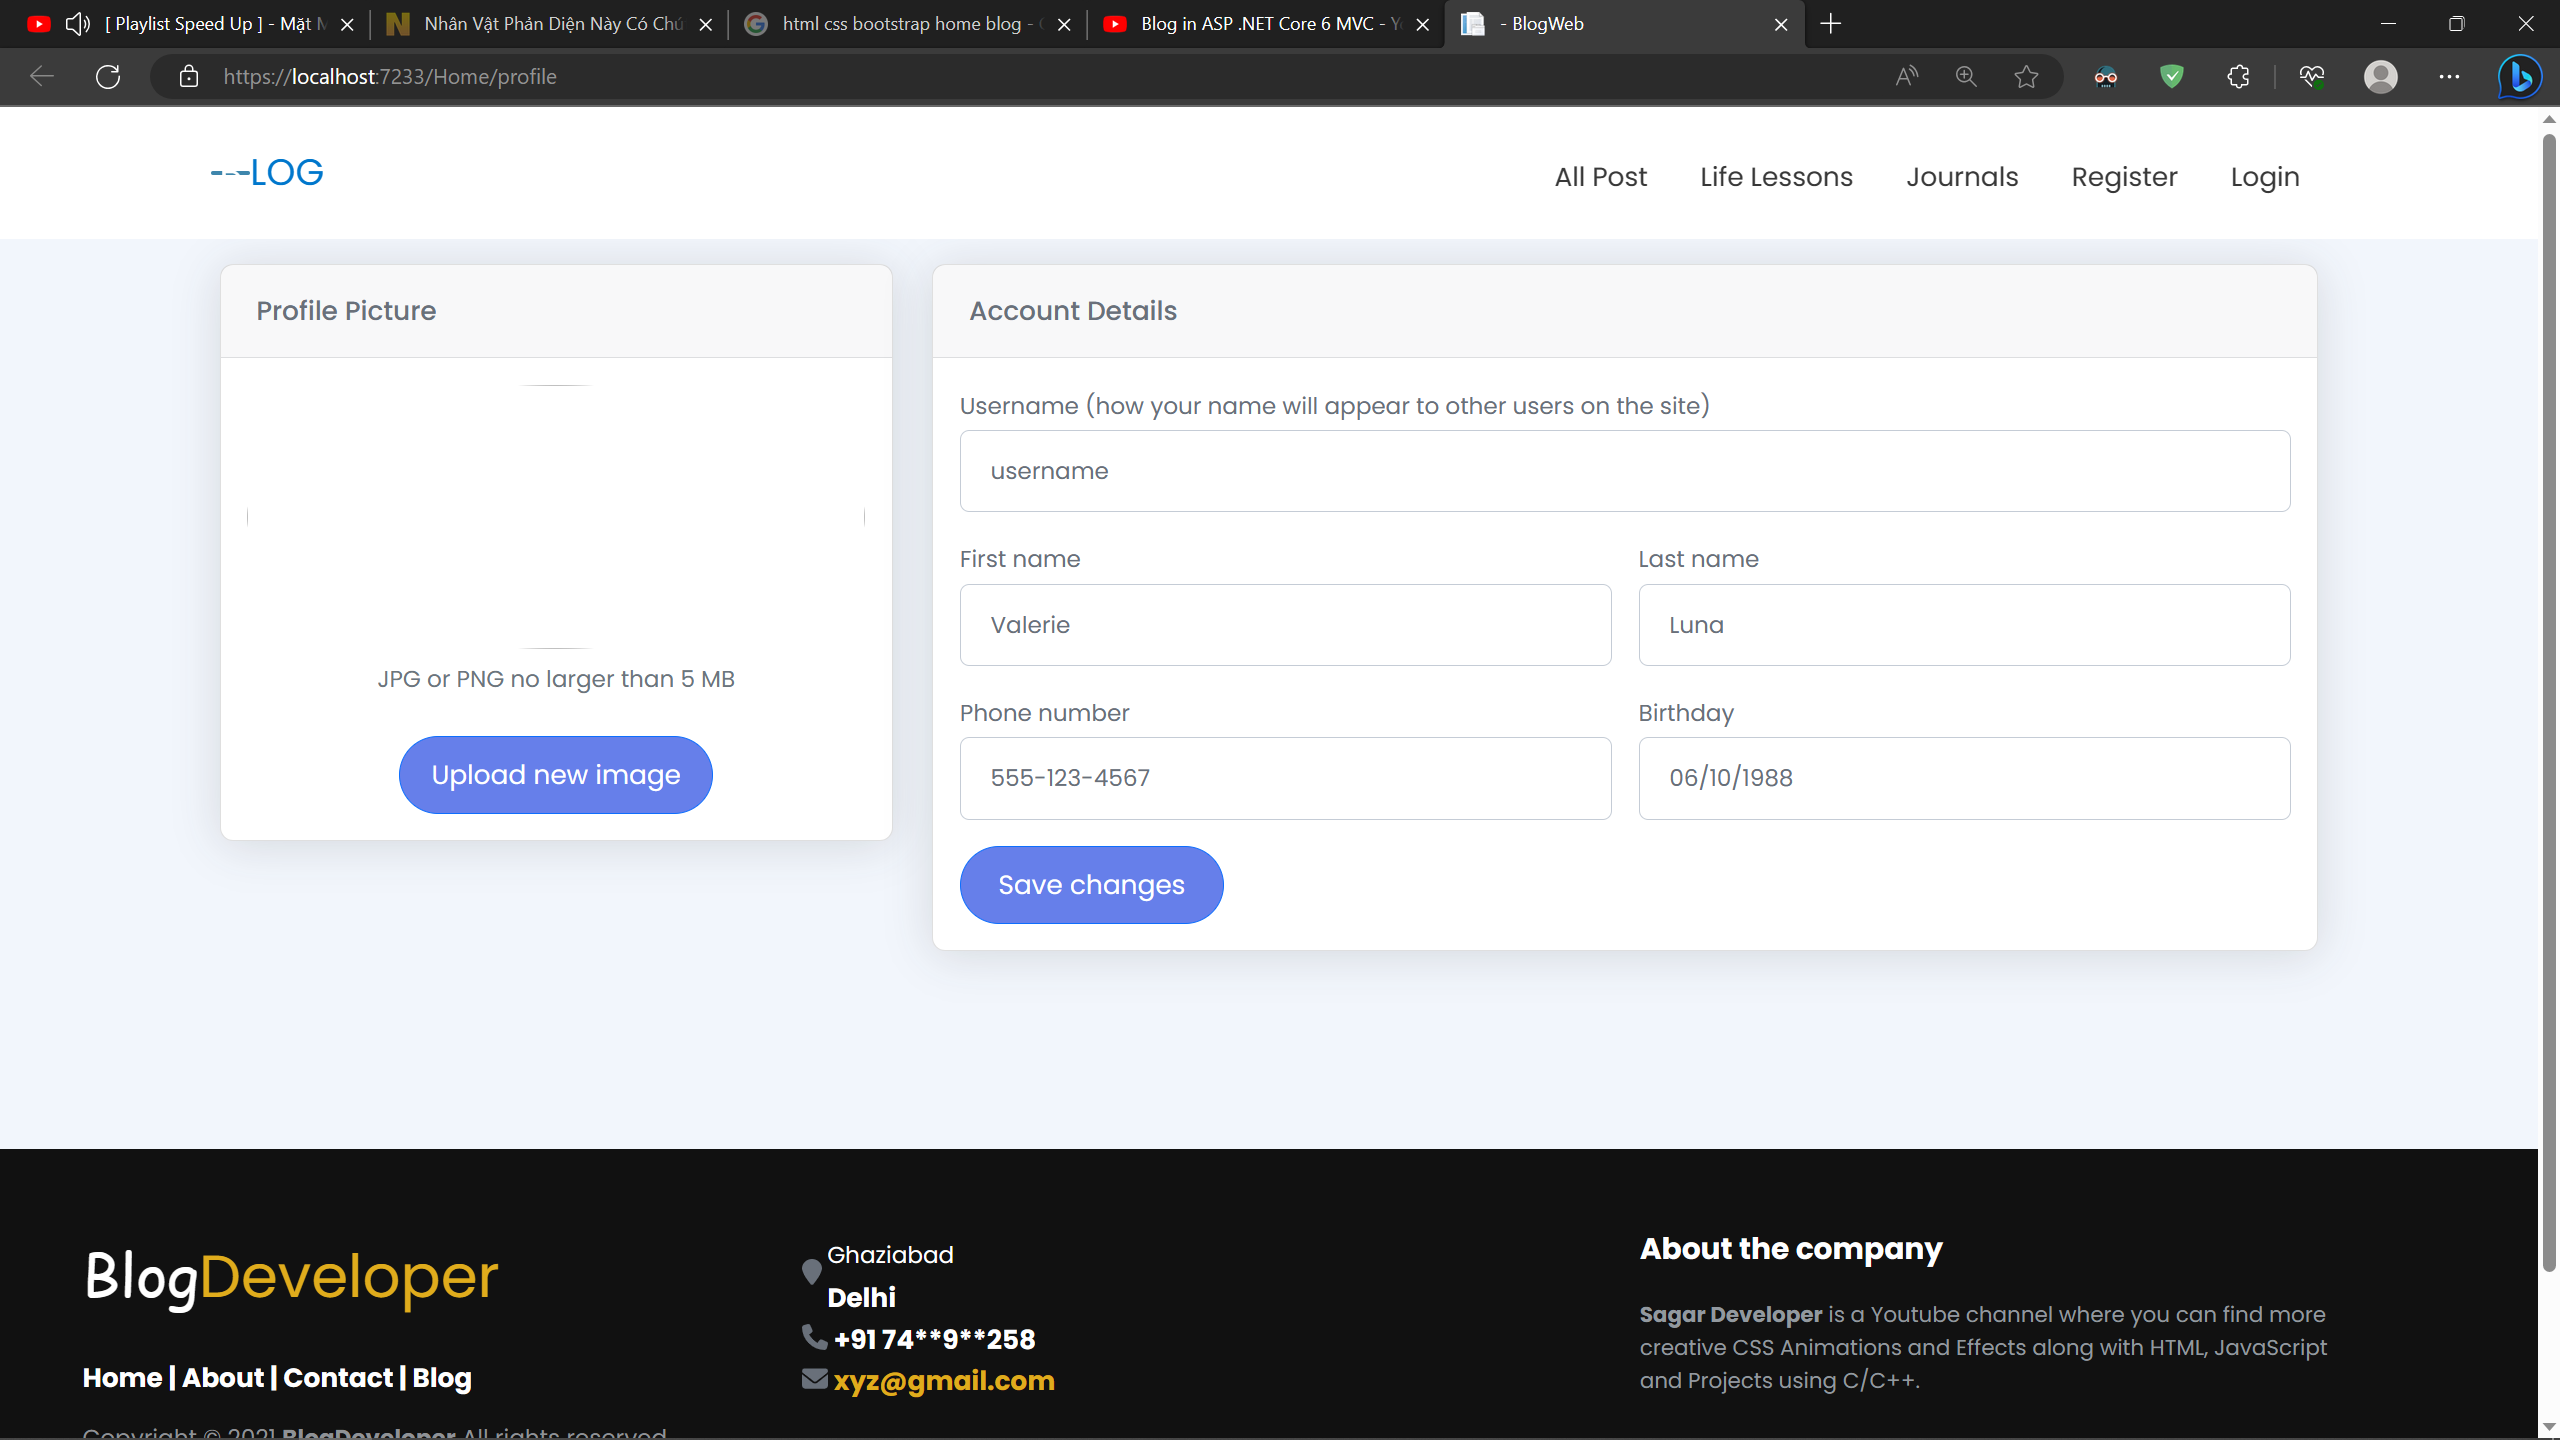 [ Playlist Speed Up ] - Mặt
Nhân Vật Phản Diện Này Có Chú
html css bootstrap home blog -
Blog in ASP .NET Core 6 MVC -
- BlogWeb
https://localhost:7233/Home/profile
LOG
All Post
Life Lessons
Journals
Register
Login
Profile Picture
JPG or PNG no larger than 5 MB
Upload new image
Account Details
Username (how your name will appear to other users on the site)
username
First name
Last name
Valerie
Luna
Phone number
Birthday
555-123-4567
06/10/1988
Save changes
BlogDeveloper
Home | About | Contact | Blog
Copyright © 2021 BlogDeveloper All rights reserved
Ghaziabad
Delhi
+91 74**9**258
xyz@gmail.com
About the company
Sagar Developer is a Youtube channel where you can find more
creative CSS Animations and Effects along with HTML, JavaScript
and Projects using C/C++.